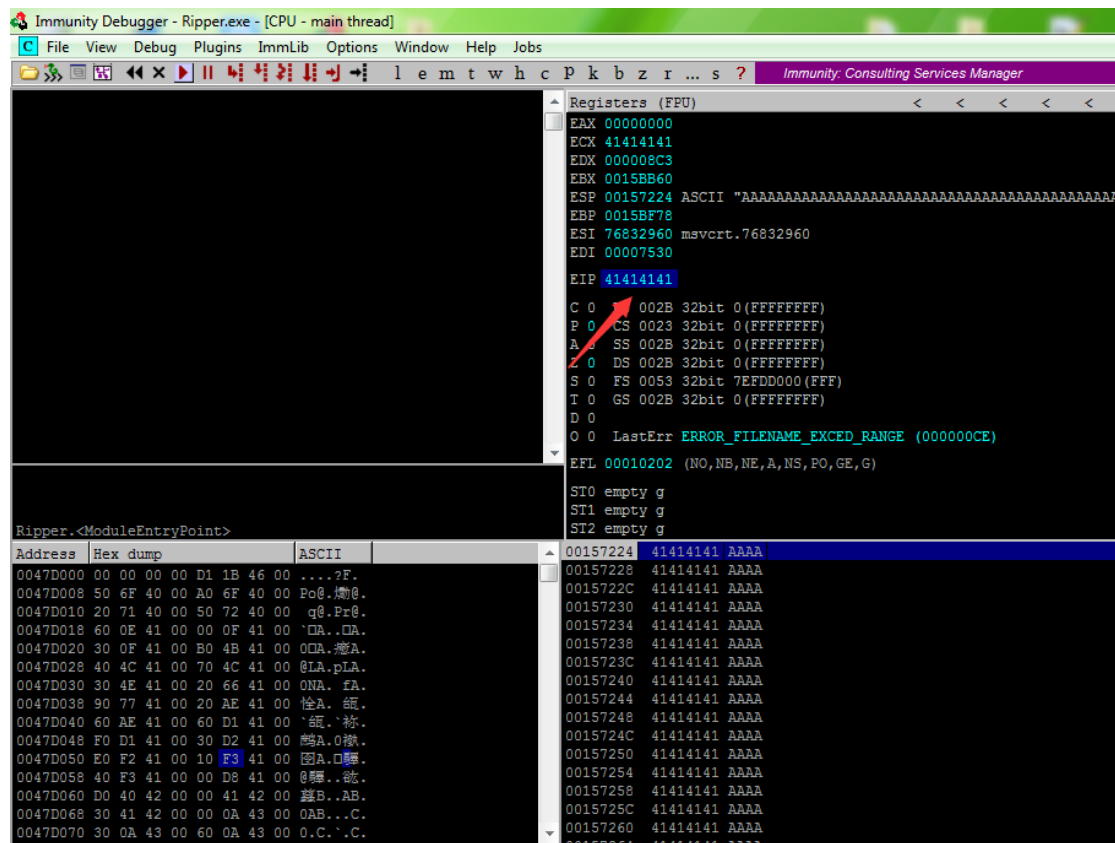 Immunity Debugger - Ripper.exe - [CPU - main thread]
C File View Debug Plugins ImmLib Options Window Help Jobs
l e m t w h c P k b z r ... s ? Immunity: Consulting Services Manager
Registers (FPU) < < < < <
EAX 00000000
ECX 41414141
EDX 000008C3
EBX 0015BB60
ESP 00157224 ASCII "AAAAAAAAAAAAAAAAAAAAAAAAAAAAAAAAAAAAAAAAAAAA
EBP 0015BF78
ESI 76832960 msvcrt.76832960
EDI 00007530
EIP 41414141
C 0 002B 32bit 0(FFFFFFFF)
P 0 CS 0023 32bit 0(FFFFFFFF)
A 0 SS 002B 32bit 0(FFFFFFFF)
Z 0 DS 002B 32bit 0(FFFFFFFF)
S 0 FS 0053 32bit 7EFDD000(FFF)
T 0 GS 002B 32bit 0(FFFFFFFF)
D 0
O 0 LastErr ERROR_FILENAME_EXCED_RANGE (000000CE)
EFL 00010202 (NO,NB,NE,A,NS,PO,GE,G)
ST0 empty g
ST1 empty g
ST2 empty g
Ripper.<ModuleEntryPoint>
Address Hex dump ASCII
0047D000 00 00 00 00 D1 1B 46 00 ....?F.
0047D008 50 6F 40 00 A0 6F 40 00
0047D010 20 71 40 00 50 72 40 00 q@.Pr@.
0047D018 60 0E 41 00 00 0F 41 00
0047D020 30 0F 41 00 B0 4B 41 00
0047D028 40 4C 41 00 70 4C 41 00 @LA.pLA.
0047D030 30 4E 41 00 20 66 41 00 0NA. fA.
0047D038 90 77 41 00 20 AE 41 00
0047D040 60 AE 41 00 60 D1 41 00
0047D048 F0 D1 41 00 30 D2 41 00
0047D050 E0 F2 41 00 10 F3 41 00
0047D058 40 F3 41 00 00 D8 41 00
0047D060 D0 40 42 00 00 41 42 00
0047D068 30 41 42 00 00 0A 43 00 0AB...C.
0047D070 30 0A 43 00 60 0A 43 00 0.C.`.C.
00157224 41414141 AAAA
00157228 41414141 AAAA
0015722C 41414141 AAAA
00157230 41414141 AAAA
00157234 41414141 AAAA
00157238 41414141 AAAA
0015723C 41414141 AAAA
00157240 41414141 AAAA
00157244 41414141 AAAA
00157248 41414141 AAAA
0015724C 41414141 AAAA
00157250 41414141 AAAA
00157254 41414141 AAAA
00157258 41414141 AAAA
0015725C 41414141 AAAA
00157260 41414141 AAAA